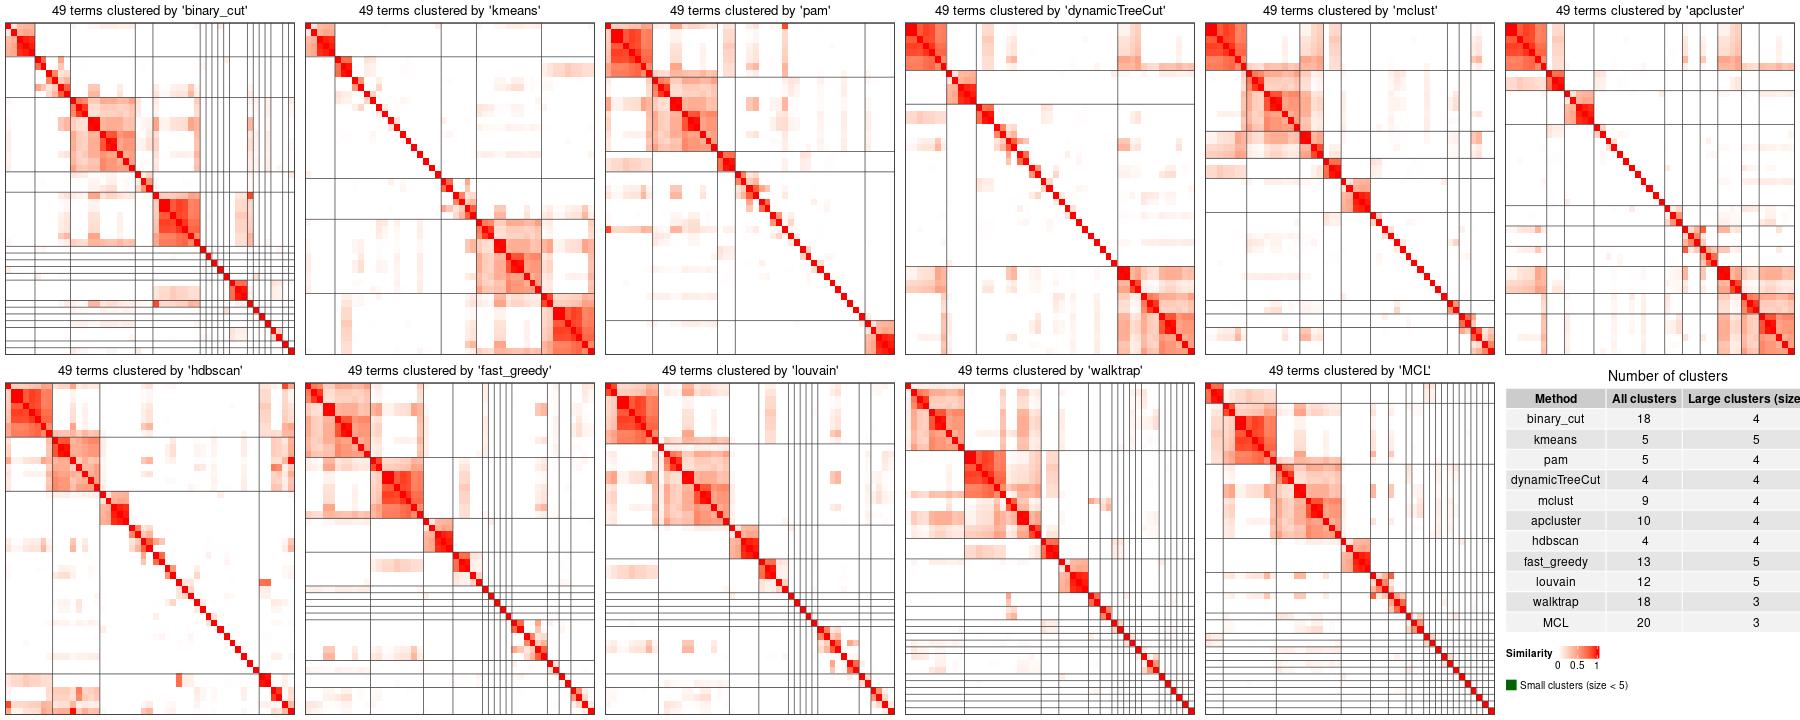 49 terms clustered by 'binary_cut'
49 terms clustered by 'kmeans'
49 terms clustered by 'pam'
49 terms clustered by 'dynamicTreeCut'
49 terms clustered by 'mclust'
49 terms clustered by 'apcluster'
49 terms clustered by 'hdbscan'
49 terms clustered by 'fast_greedy'
49 terms clustered by 'louvain'
49 terms clustered by 'walktrap'
49 terms clustered by 'MCL'
Number of clusters
Method All clusters Large clusters (size
binary_cut 18 4
kmeans 5 5
pam 5 4
dynamicTreeCut 4 4
mclust 9 4
apcluster 10 4
hdbscan 4 4
fast_greedy 13 5
louvain 12 5
walktrap 18 3
MCL 20 3
Similarity
0 0.5 1
Small clusters (size < 5)